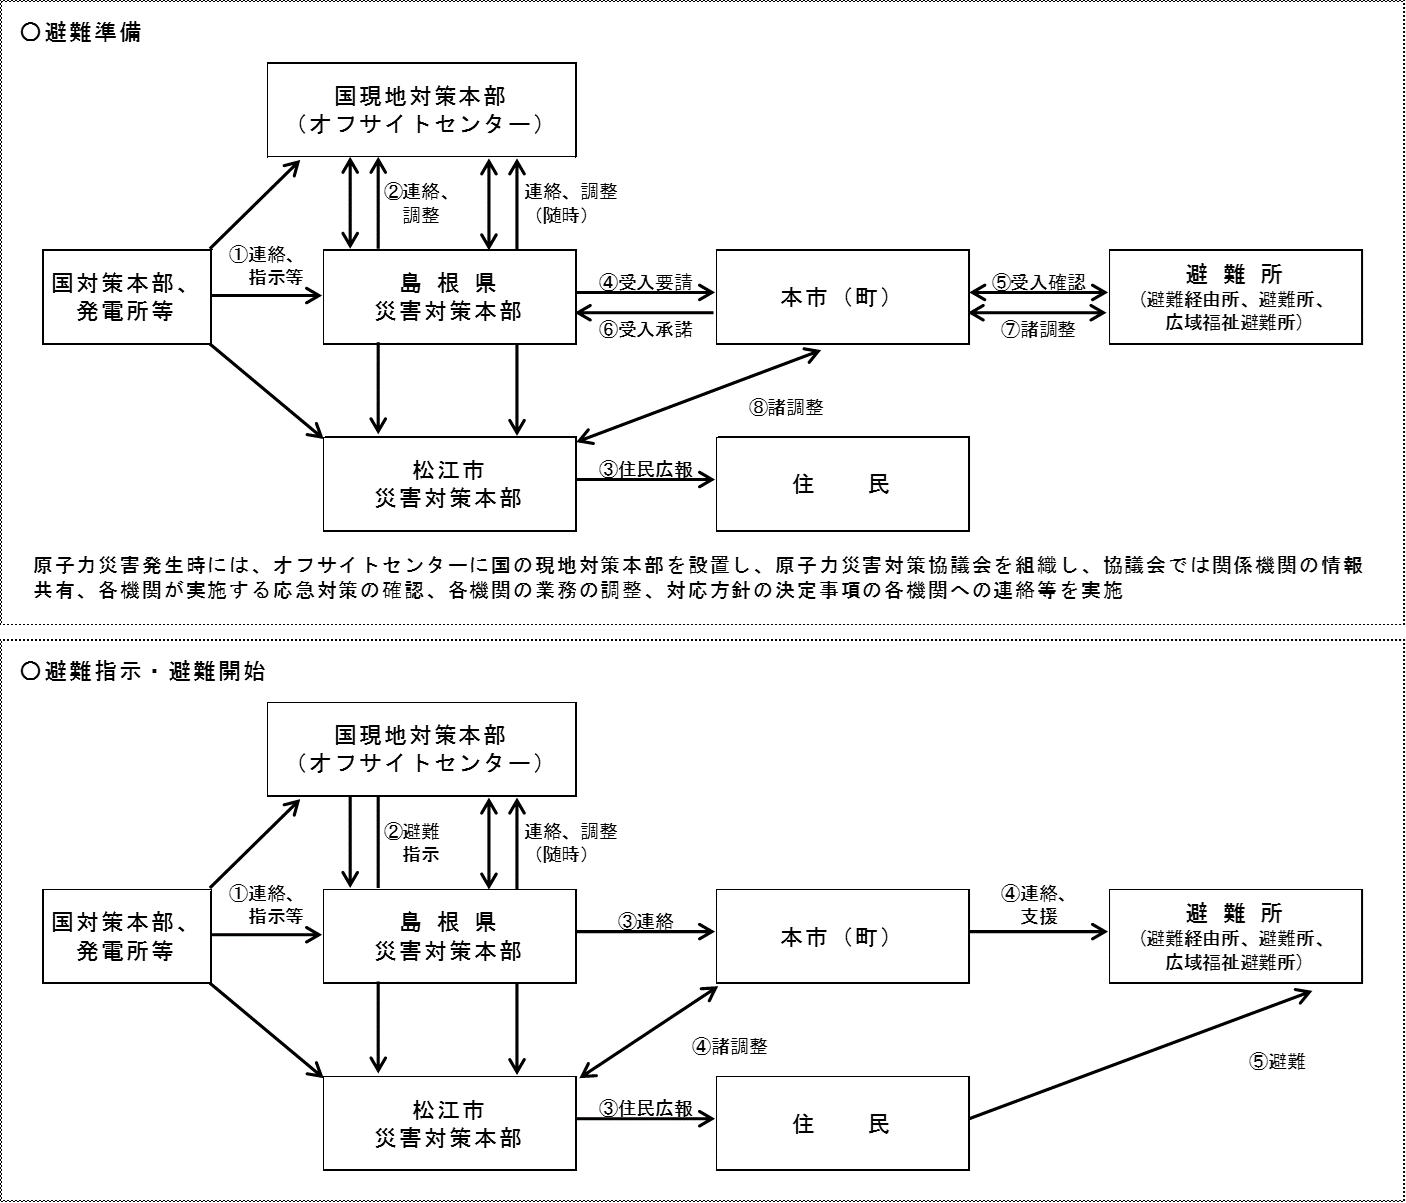 〇避難準備
国現地対策本部
（オフサイトセンター）
②連絡、
調整
連絡、調整
（随時）
①連絡、
指示等
国対策本部、
発電所等
島 根 県
災害対策本部
④受入要請
⑥受入承諾
本市（町）
⑤受入確認
⑦諸調整
避 難 所
（避難経由所、避難所、
広域福祉避難所）
⑧諸調整
松江市
災害対策本部
③住民広報
住　　民
原子力災害発生時には、オフサイトセンターに国の現地対策本部を設置し、原子力災害対策協議会を組織し、協議会では関係機関の情報
共有、各機関が実施する応急対策の確認、各機関の業務の調整、対応方針の決定事項の各機関への連絡等を実施
〇避難指示・避難開始
国現地対策本部
（オフサイトセンター）
②避難
指示
連絡、調整
（随時）
①連絡、
指示等
国対策本部、
発電所等
島 根 県
災害対策本部
③連絡
本市（町）
④連絡、
支援
避 難 所
（避難経由所、避難所、
広域福祉避難所）
④諸調整
⑤避難
松江市
災害対策本部
③住民広報
住　　民